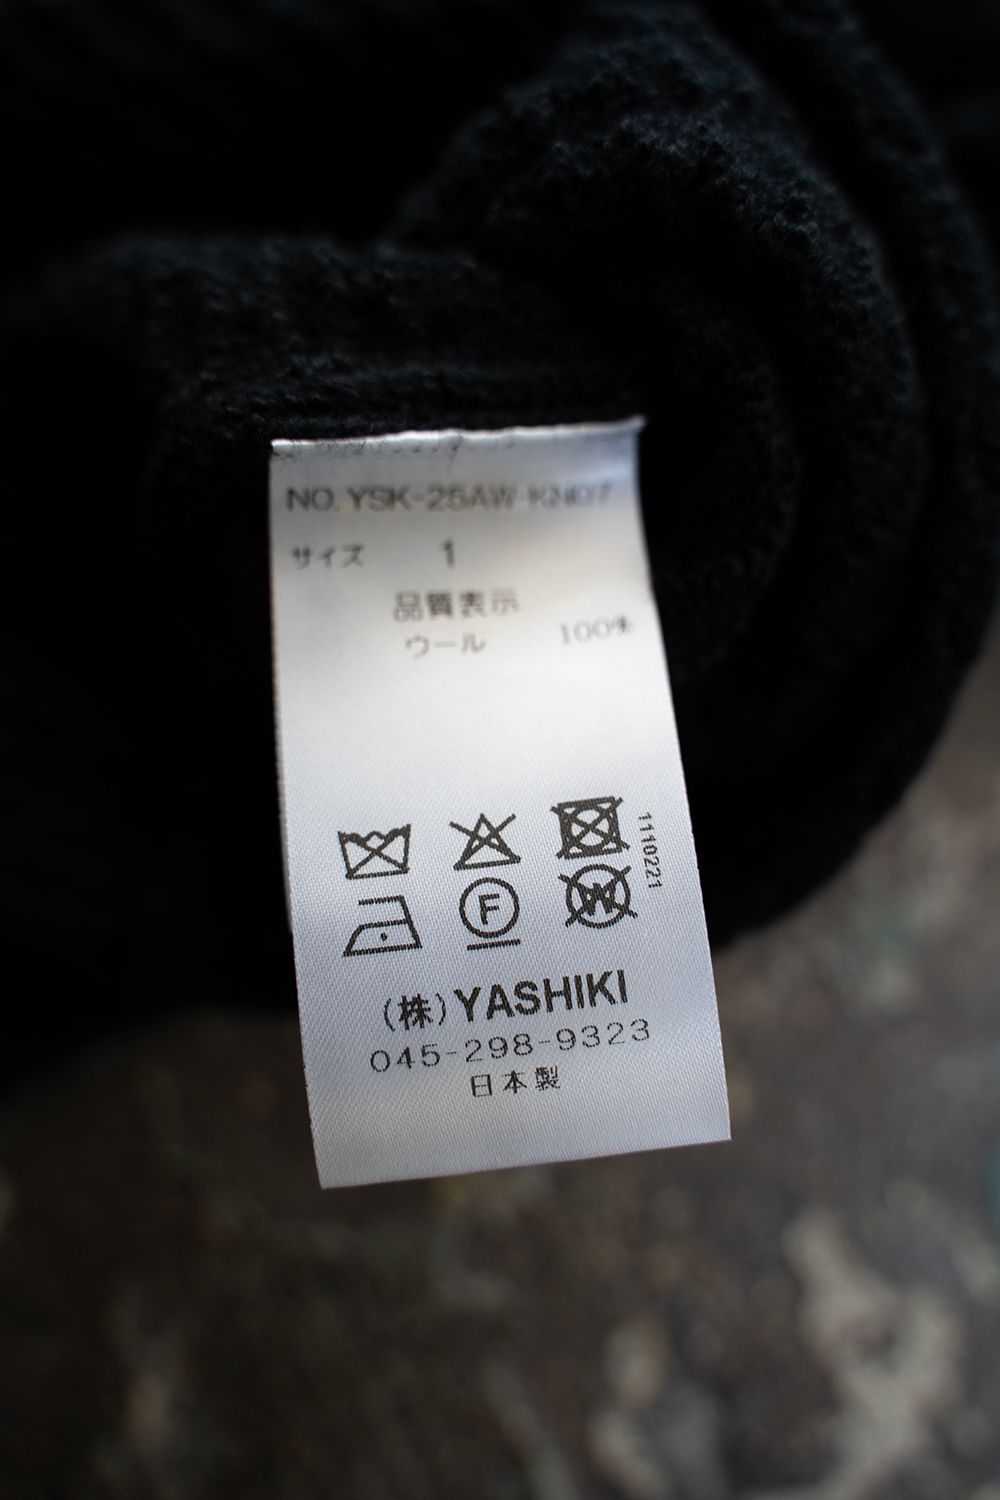 NO. YSK-25AW-KN07
サイズ 1
品質表示
ウール 100%
1110221
F
W
(株)YASHIKI
045-298-9323
日本製